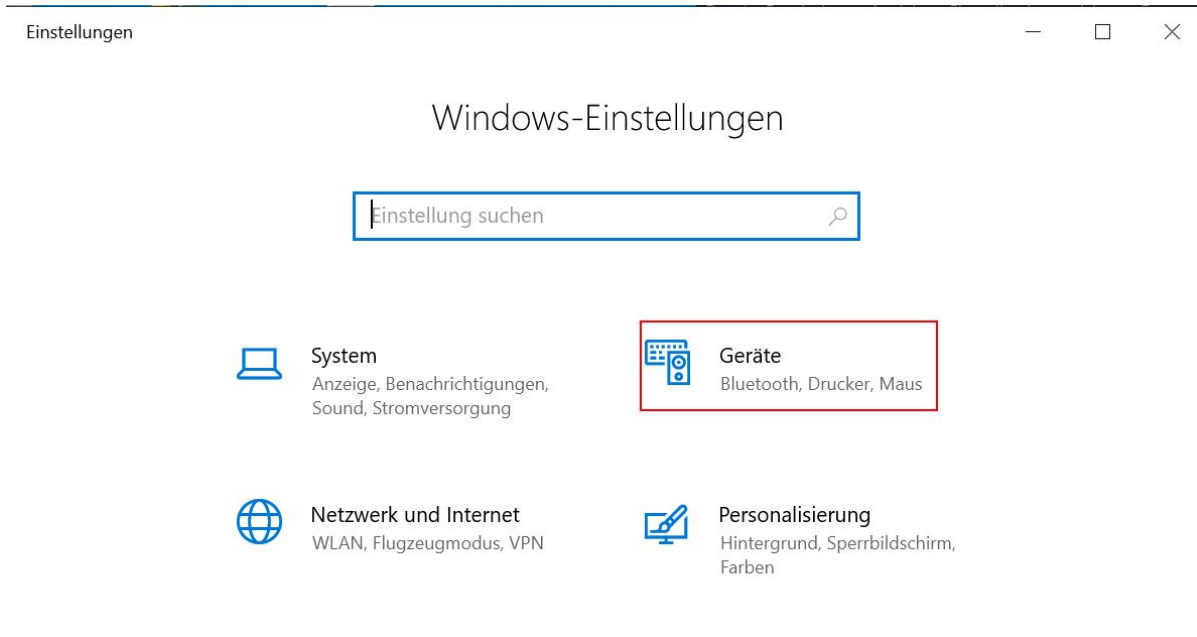 Einstellungen
Windows-Einstellungen
Einstellung suchen
System
Anzeige, Benachrichtigungen,
Sound, Stromversorgung
Geräte
Bluetooth, Drucker, Maus
Netzwerk und Internet
WLAN, Flugzeugmodus, VPN
Personalisierung
Hintergrund, Sperrbildschirm,
Farben